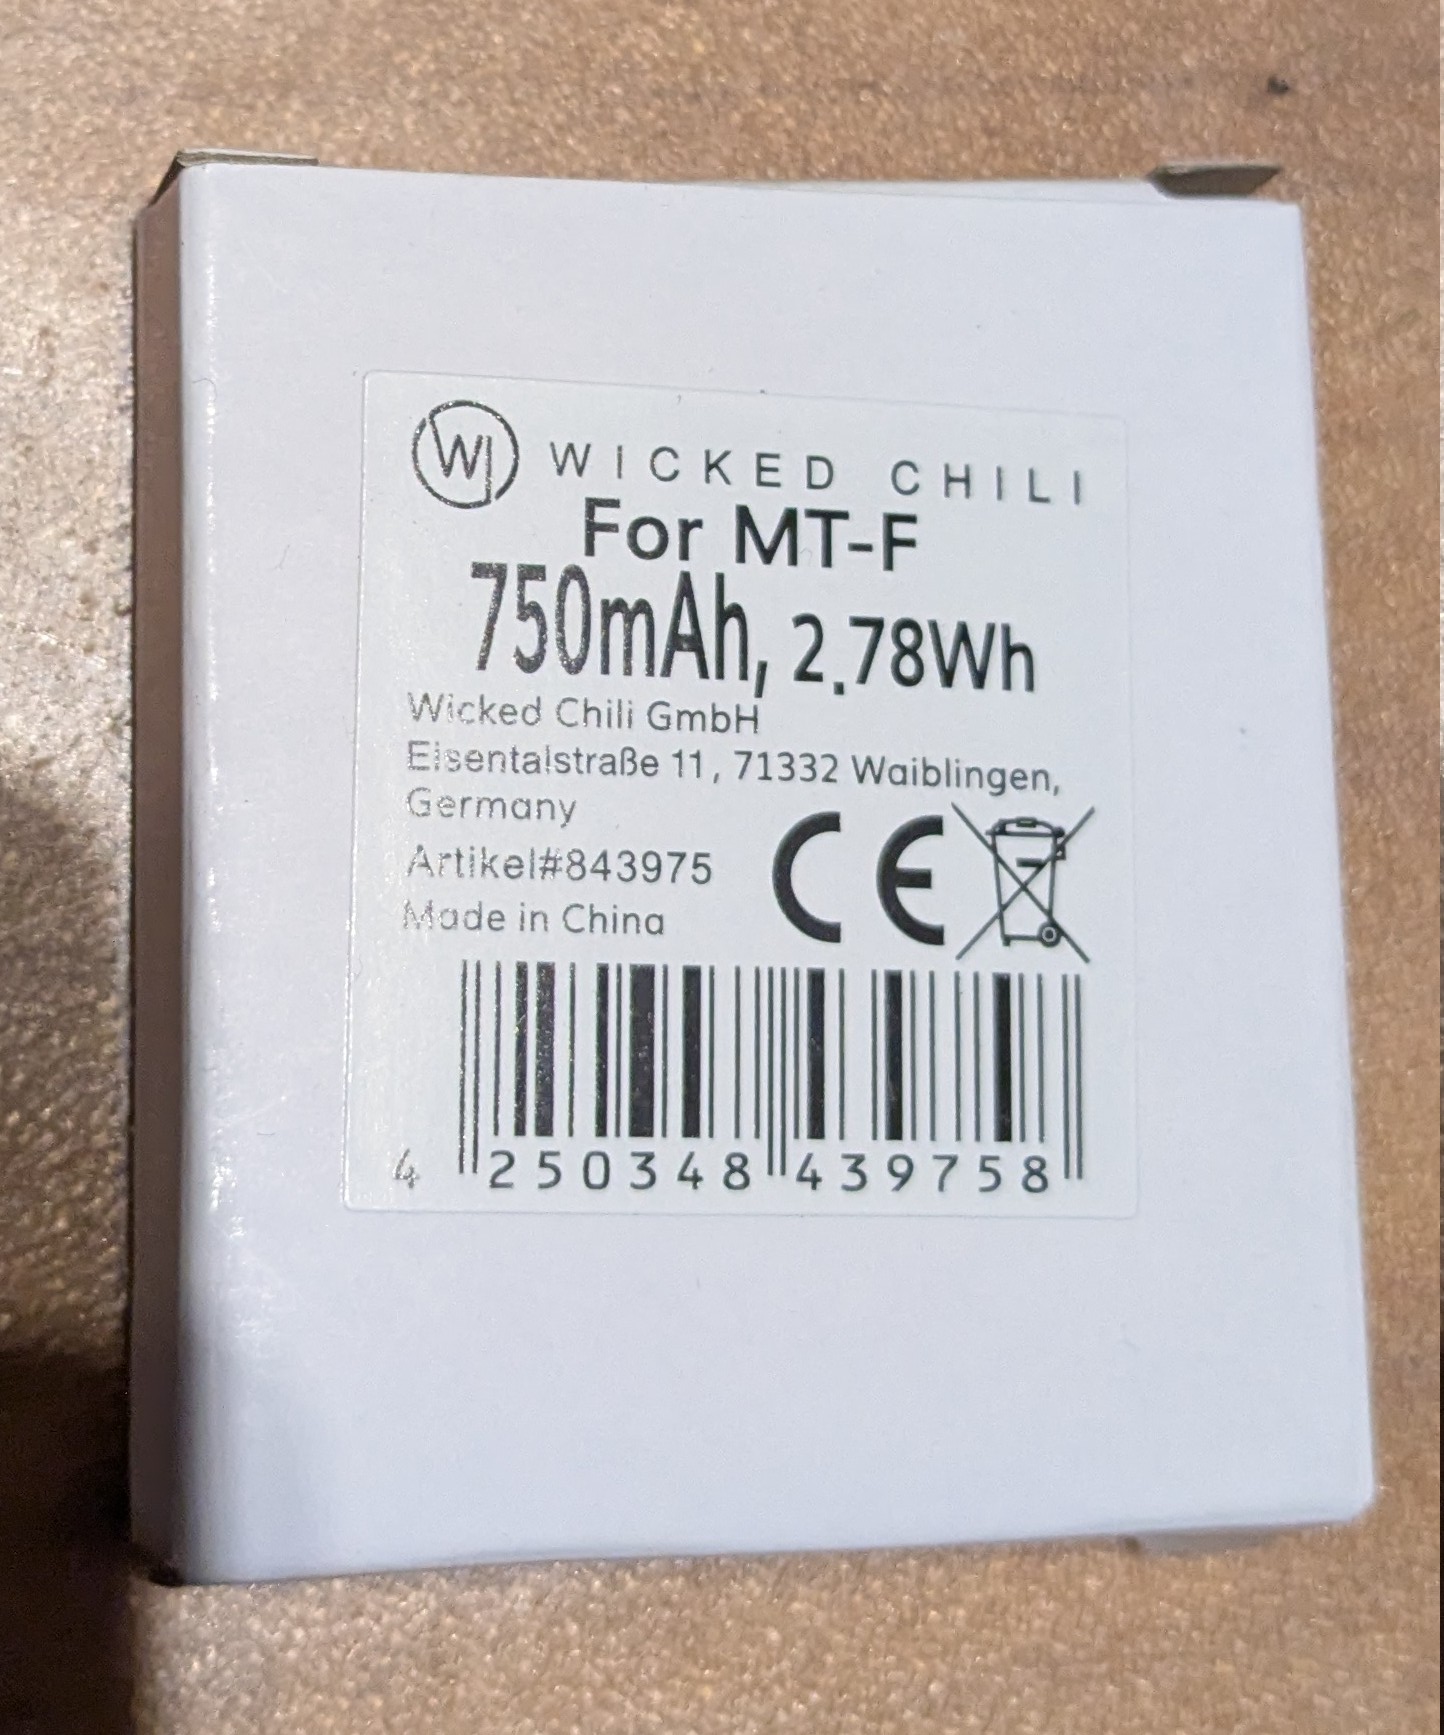 WICKED CHILI
For MT-F
750mAh, 2.78Wh
Wicked Chili GmbH
Eisentalstraße 11, 71332 Waiblingen,
Germany
Artikel#843975
Made in China
CE
4 250348 439758